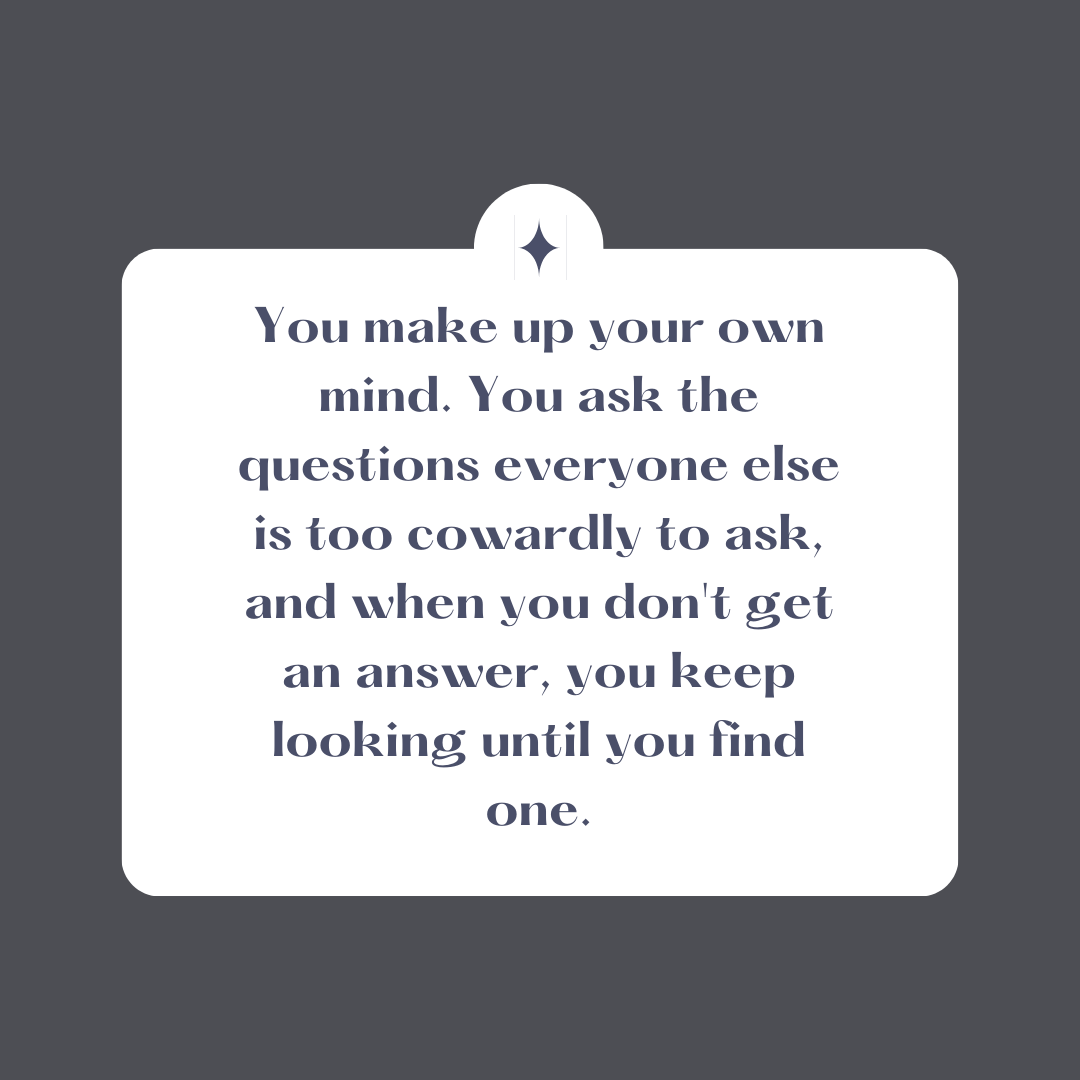 You make up your own
mind. You ask the
questions everyone else
is too cowardly to ask,
and when you don't get
an answer, you keep
looking until you find
one.